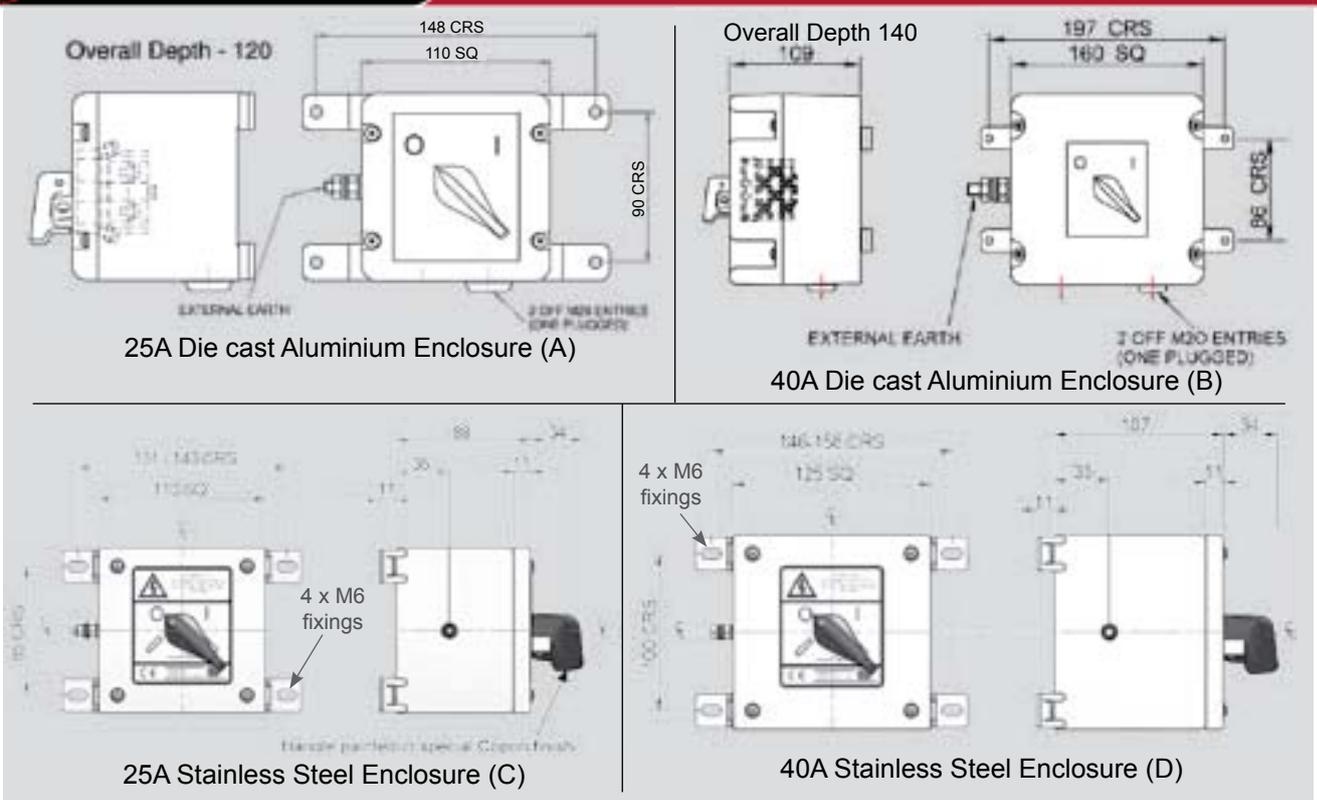 Overall Depth - 120
148 CRS
110 SQ
90 CRS
EXTERNAL EARTH
2 OFF M20 ENTRIES
(ONE PLUGGED)
25A Die cast Aluminium Enclosure (A)
Overall Depth 140
109
197 CRS
160 SQ
86 CRS
EXTERNAL EARTH
2 OFF M20 ENTRIES
(ONE PLUGGED)
40A Die cast Aluminium Enclosure (B)
34
11
11
4 x M6
fixings
25A Stainless Steel Enclosure (C)
125 SQ
4 x M6
fixings
107
34
11
11
100 CRS
40A Stainless Steel Enclosure (D)